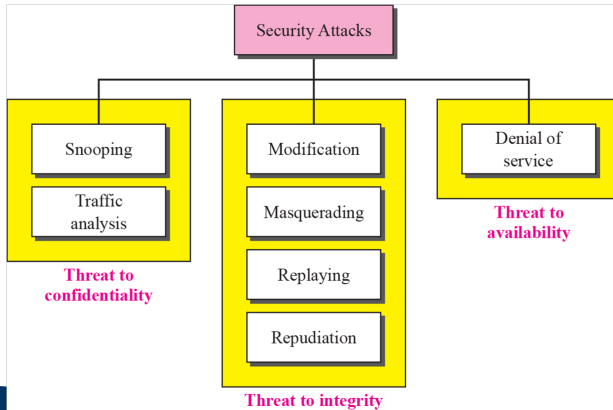 Security Attacks
Snooping
Traffic
analysis
Threat to
confidentiality
Modification
Masquerading
Replaying
Repudiation
Threat to integrity
Denial of
service
Threat to
availability